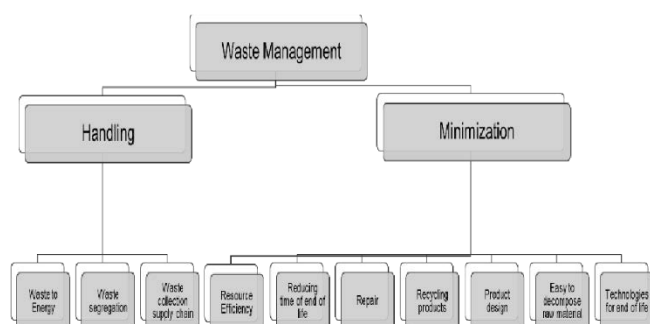 Waste Management
Handling
Minimization
Waste to
Energy
Waste
segregation
Waste
collection
supply chain
Resource
Efficiency
Reducing
time of end of
life
Repair
Recycling
products
Product
design
Easy to
decompose
raw material
Technologies
for end of life